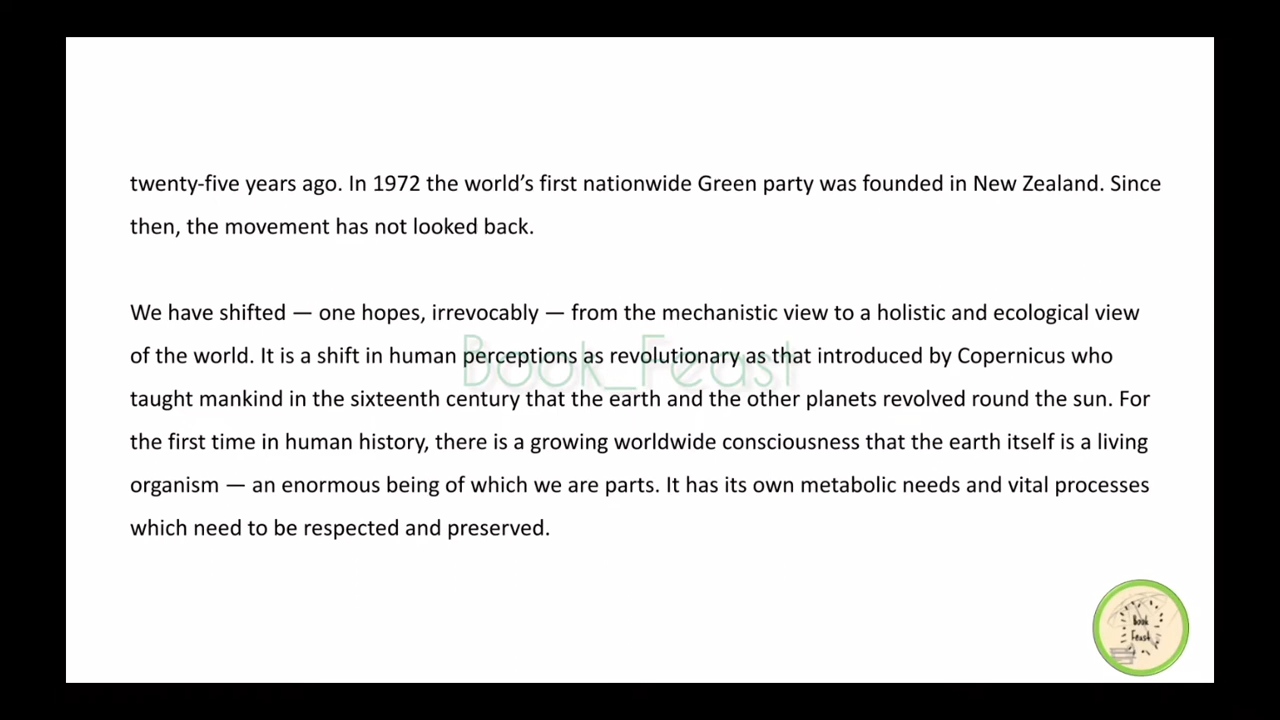 twenty-five years ago. In 1972 the world’s first nationwide Green party was founded in New Zealand. Since
then, the movement has not looked back.
We have shifted — one hopes, irrevocably — from the mechanistic view to a holistic and ecological view
of the world. It is a shift in human perceptions as revolutionary as that introduced by Copernicus who
Book_Feast
taught mankind in the sixteenth century that the earth and the other planets revolved round the sun. For
the first time in human history, there is a growing worldwide consciousness that the earth itself is a living
organism — an enormous being of which we are parts. It has its own metabolic needs and vital processes
which need to be respected and preserved.
Book
Feast